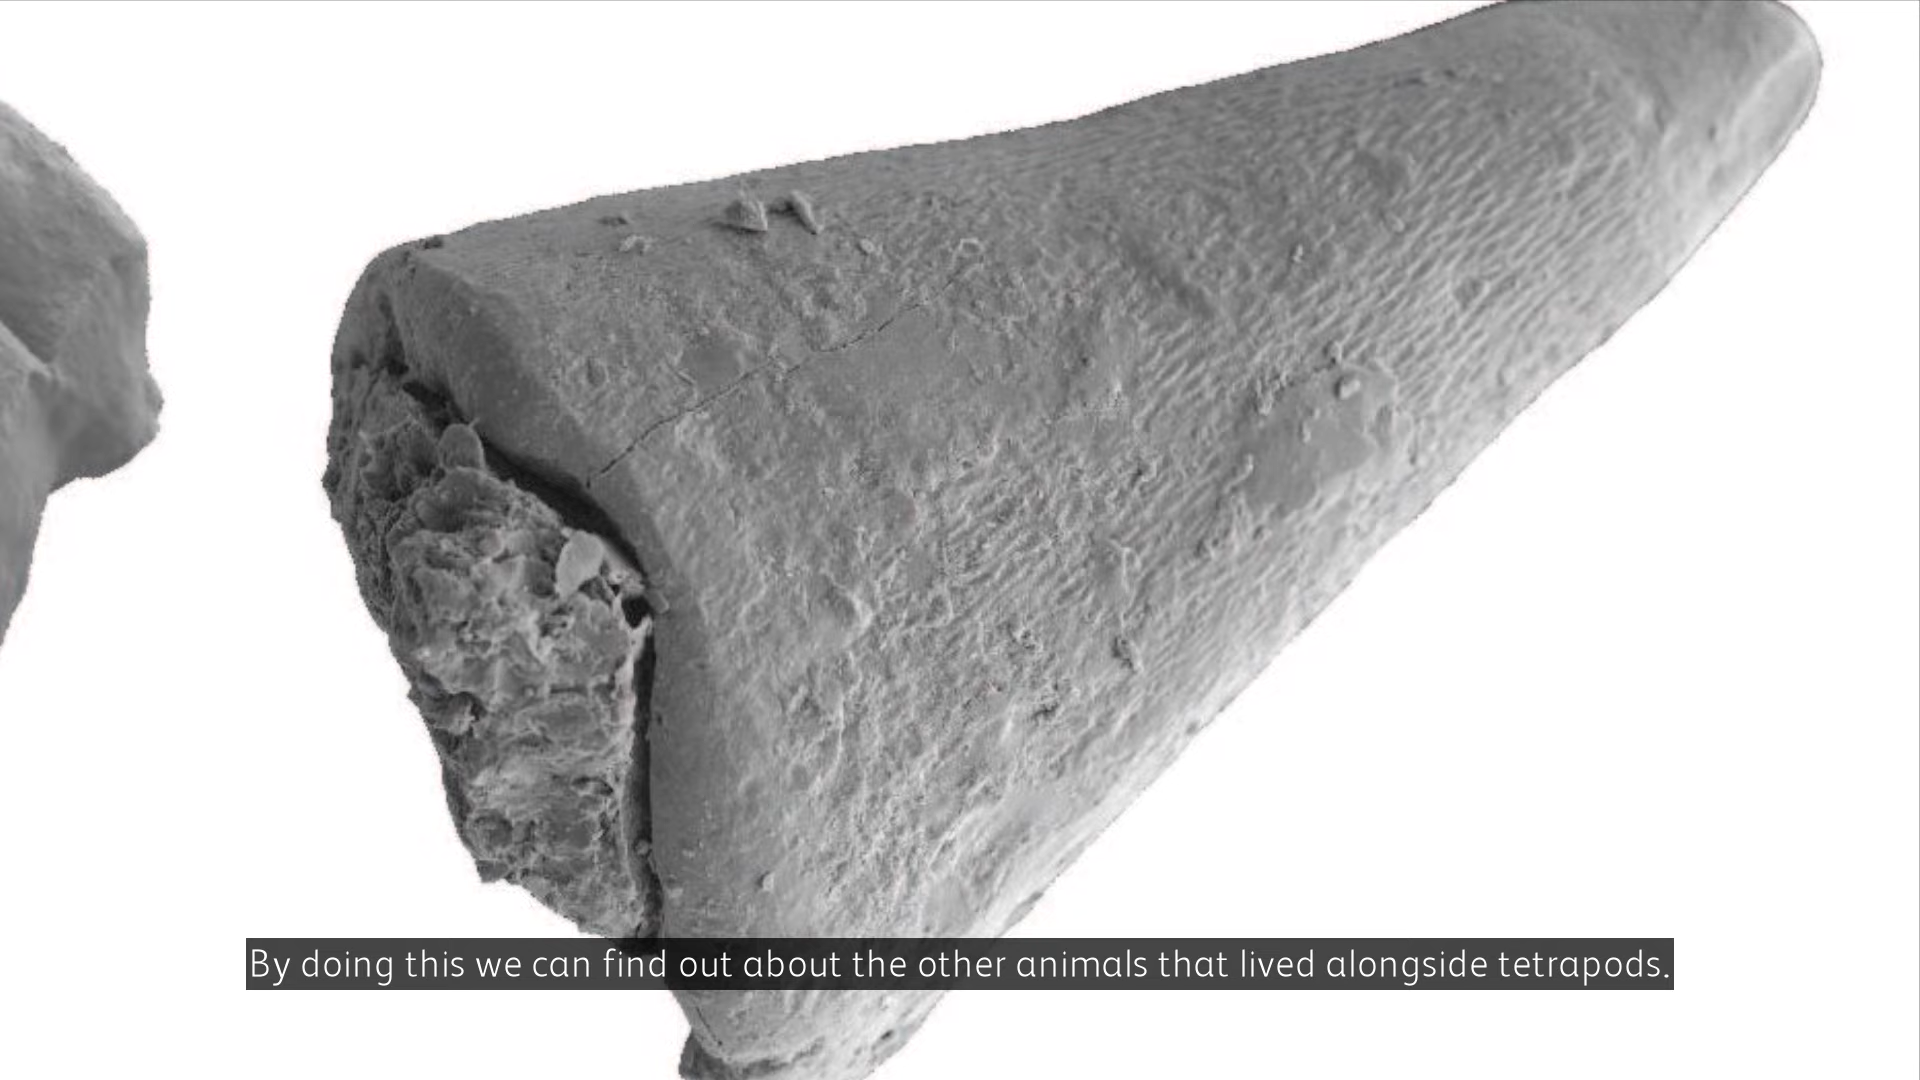 By doing this we can find out about the other animals that lived alongside tetrapods.